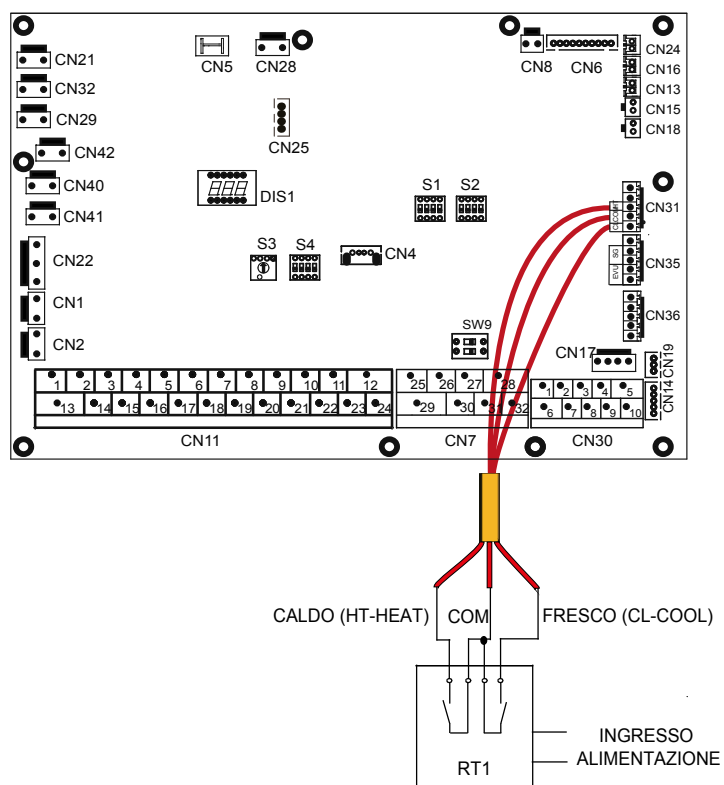 CN21
CN32
CN29
CN42
CN40
CN41
CN22
CN1
CN2
CN5
CN28
CN25
DIS1
S1 S2
S3 S4
CN4
SW9
CN8 CN6
CN24
CN16
CN13
CN15
CN18
CN31
CL COM
CN35
SG
EVU
CN36
CN17
CN19
CN14
1 2 3 4 5 6 7 8 9 10 11 12
13 14 15 16 17 18 19 20 21 22 23 24
CN11
25 26 27 28
29 30 31 32
CN7
1 2 3 4 5
6 7 8 9 10
CN30
CALDO (HT-HEAT) COM FRESCO (CL-COOL)
RT1
INGRESSO
ALIMENTAZIONE